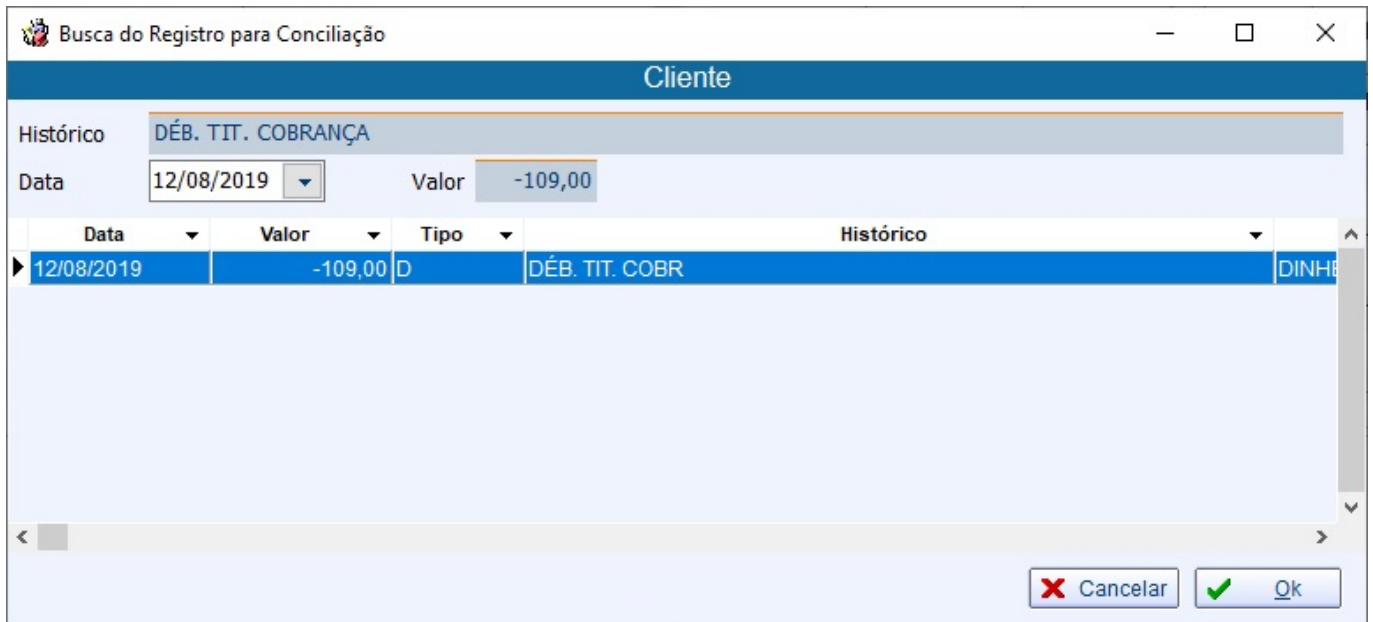 Busca do Registro para Conciliação
Cliente
Histórico DÉB. TIT. COBRANÇA
Data 12/08/2019 Valor -109,00
Data Valor Tipo Histórico
12/08/2019 -109,00 D DÉB. TIT. COBR DINHE
Cancelar Ok